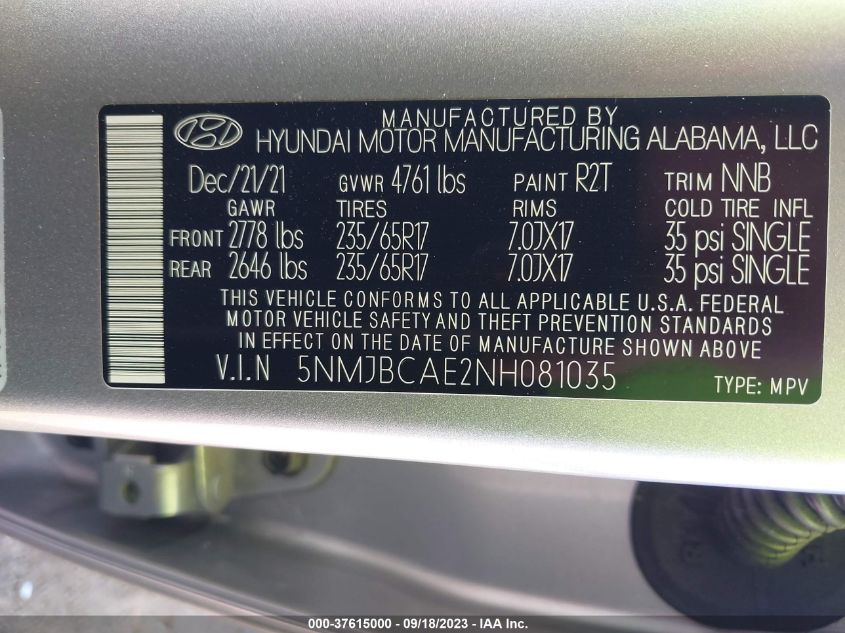 MANUFACTURED BY
HYUNDAI MOTOR MANUFACTURING ALABAMA, LLC
Dec/21/21 GVWR 4761 lbs PAINT R2T TRIM NNB
GAWR TIRES RIMS COLD TIRE INFL
FRONT 2778 lbs 235/65R17 7.0JX17 35 psi SINGLE
REAR 2646 lbs 235/65R17 7.0JX17 35 psi SINGLE
THIS VEHICLE CONFORMS TO ALL APPLICABLE U.S.A. FEDERAL
MOTOR VEHICLE SAFETY AND THEFT PREVENTION STANDARDS
IN EFFECT ON THE DATE OF MANUFACTURE SHOWN ABOVE.
V.I.N 5NMJBCAE2NH081035 TYPE: MPV
000-37615000 - 09/18/2023 - IAA Inc.